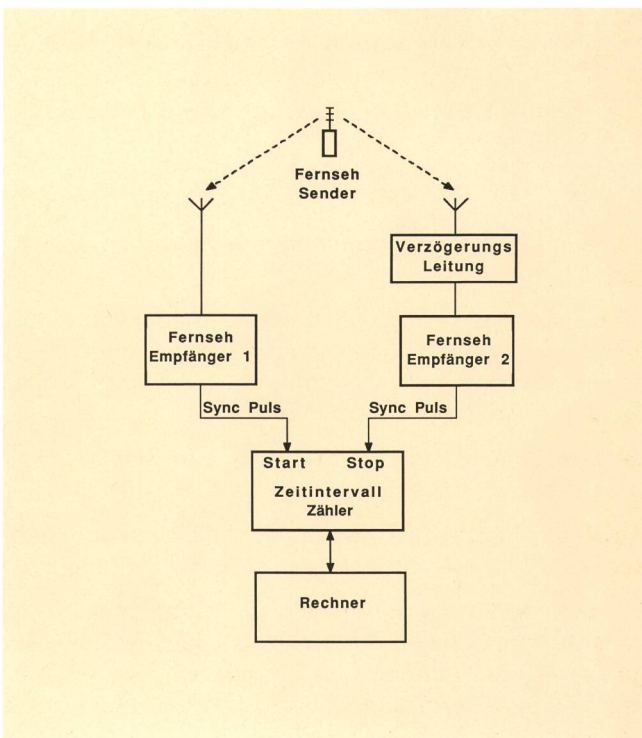 Fernseh
Sender
Verzögerungs
Leitung
Fernseh
Empfänger 1
Fernseh
Empfänger 2
Sync Puls
Sync Puls
Start Stop
Zeitintervall
Zähler
Rechner